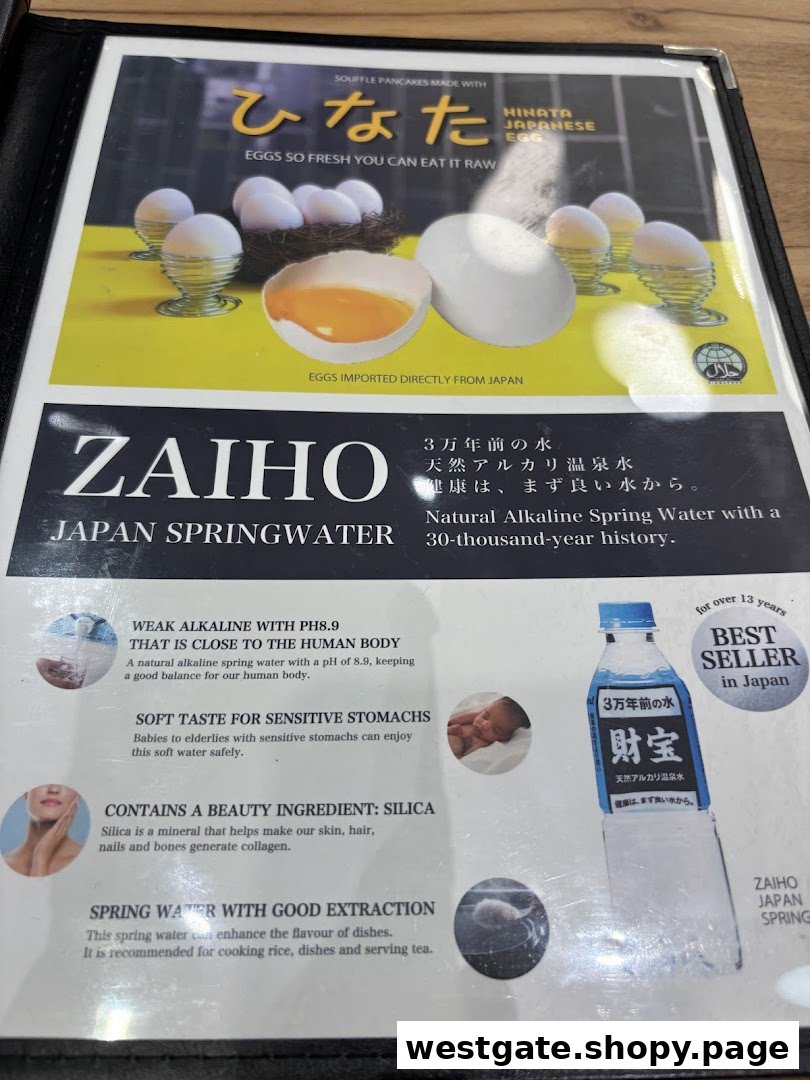 SOUFFLE PANCAKES MADE WITH
ひなた
HINATA
JAPANESE
EGG
EGGS SO FRESH YOU CAN EAT IT RAW
EGGS IMPORTED DIRECTLY FROM JAPAN
حلال
ZAIHO
JAPAN SPRINGWATER
3万年前の水
天然アルカリ温泉水
健康は、まず良い水から。
Natural Alkaline Spring Water with a
30-thousand-year history.
WEAK ALKALINE WITH PH8.9
THAT IS CLOSE TO THE HUMAN BODY
A natural alkaline spring water with a pH of 8.9, keeping
a good balance for our human body.
SOFT TASTE FOR SENSITIVE STOMACHS
Babies to elderlies with sensitive stomachs can enjoy
this soft water safely.
CONTAINS A BEAUTY INGREDIENT: SILICA
Silica is a mineral that helps make our skin, hair,
nails and bones generate collagen.
SPRING WATER WITH GOOD EXTRACTION
This spring water can enhance the flavour of dishes.
It is recommended for cooking rice, dishes and serving tea.
for over 13 years
BEST
SELLER
in Japan
3万年前の水
財宝
天然アルカリ温泉水
健康は、まず良い水から。
ZAIHO
JAPAN
SPRING
westgate.shopy.page